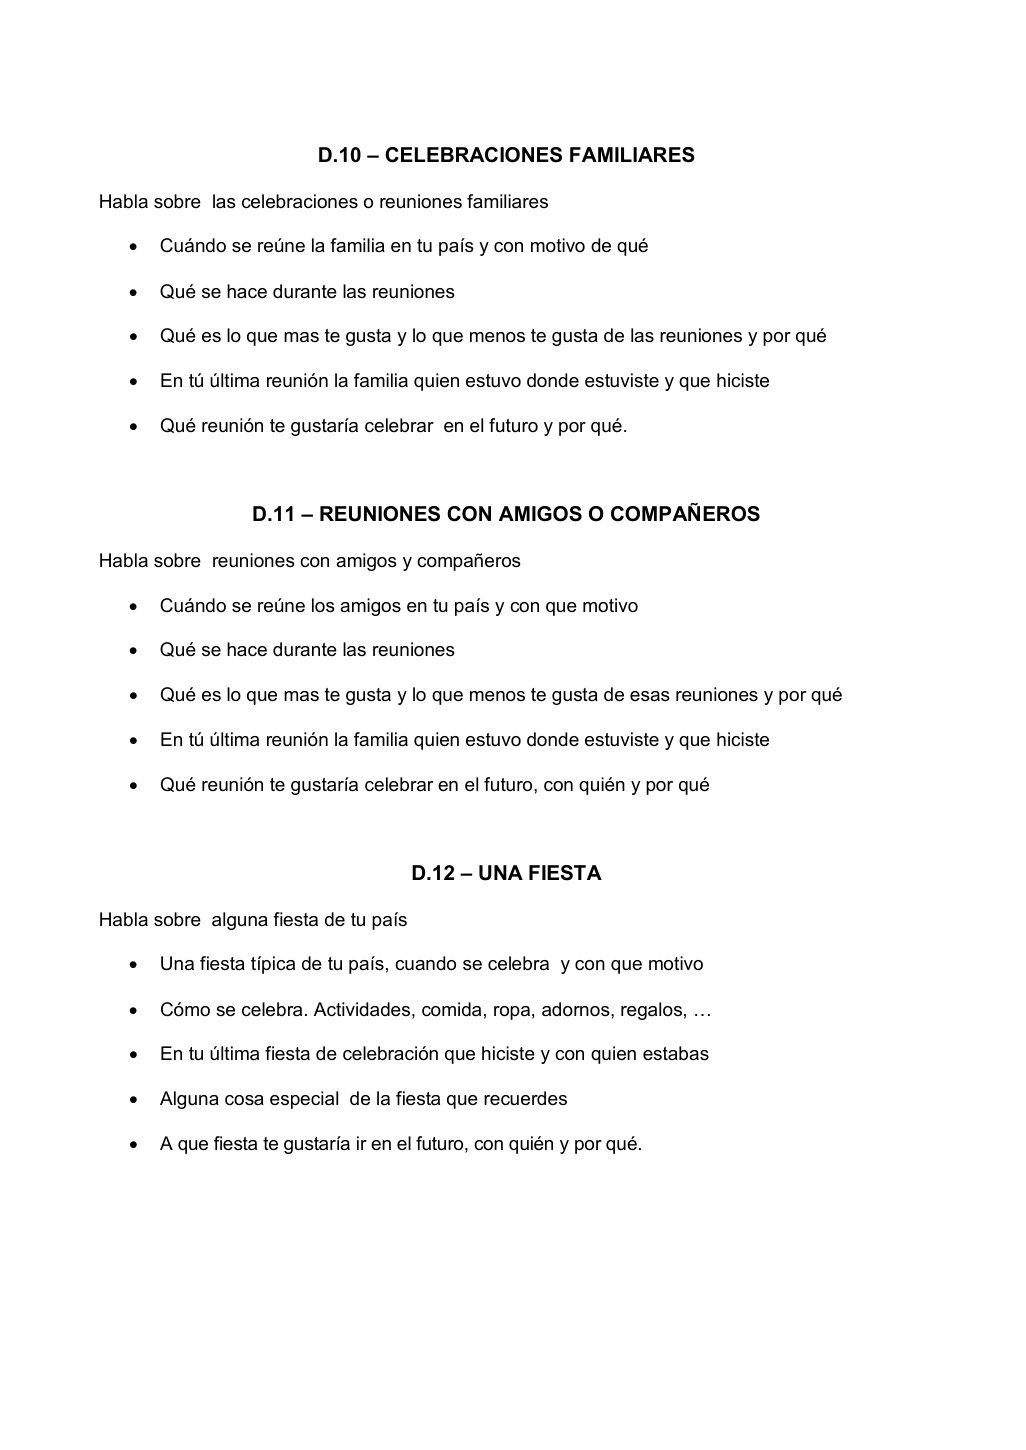 D.10 – CELEBRACIONES FAMILIARES
Habla sobre  las celebraciones o reuniones familiares
• Cuándo se reúne la familia en tu país y con motivo de qué
• Qué se hace durante las reuniones
• Qué es lo que mas te gusta y lo que menos te gusta de las reuniones y por qué
• En tú última reunión la familia quien estuvo donde estuviste y que hiciste
• Qué reunión te gustaría celebrar  en el futuro y por qué.
D.11 – REUNIONES CON AMIGOS O COMPAÑEROS
Habla sobre  reuniones con amigos y compañeros
• Cuándo se reúne los amigos en tu país y con que motivo
• Qué se hace durante las reuniones
• Qué es lo que mas te gusta y lo que menos te gusta de esas reuniones y por qué
• En tú última reunión la familia quien estuvo donde estuviste y que hiciste
• Qué reunión te gustaría celebrar en el futuro, con quién y por qué
D.12 – UNA FIESTA
Habla sobre  alguna fiesta de tu país
• Una fiesta típica de tu país, cuando se celebra  y con que motivo
• Cómo se celebra. Actividades, comida, ropa, adornos, regalos, …
• En tu última fiesta de celebración que hiciste y con quien estabas
• Alguna cosa especial  de la fiesta que recuerdes
• A que fiesta te gustaría ir en el futuro, con quién y por qué.